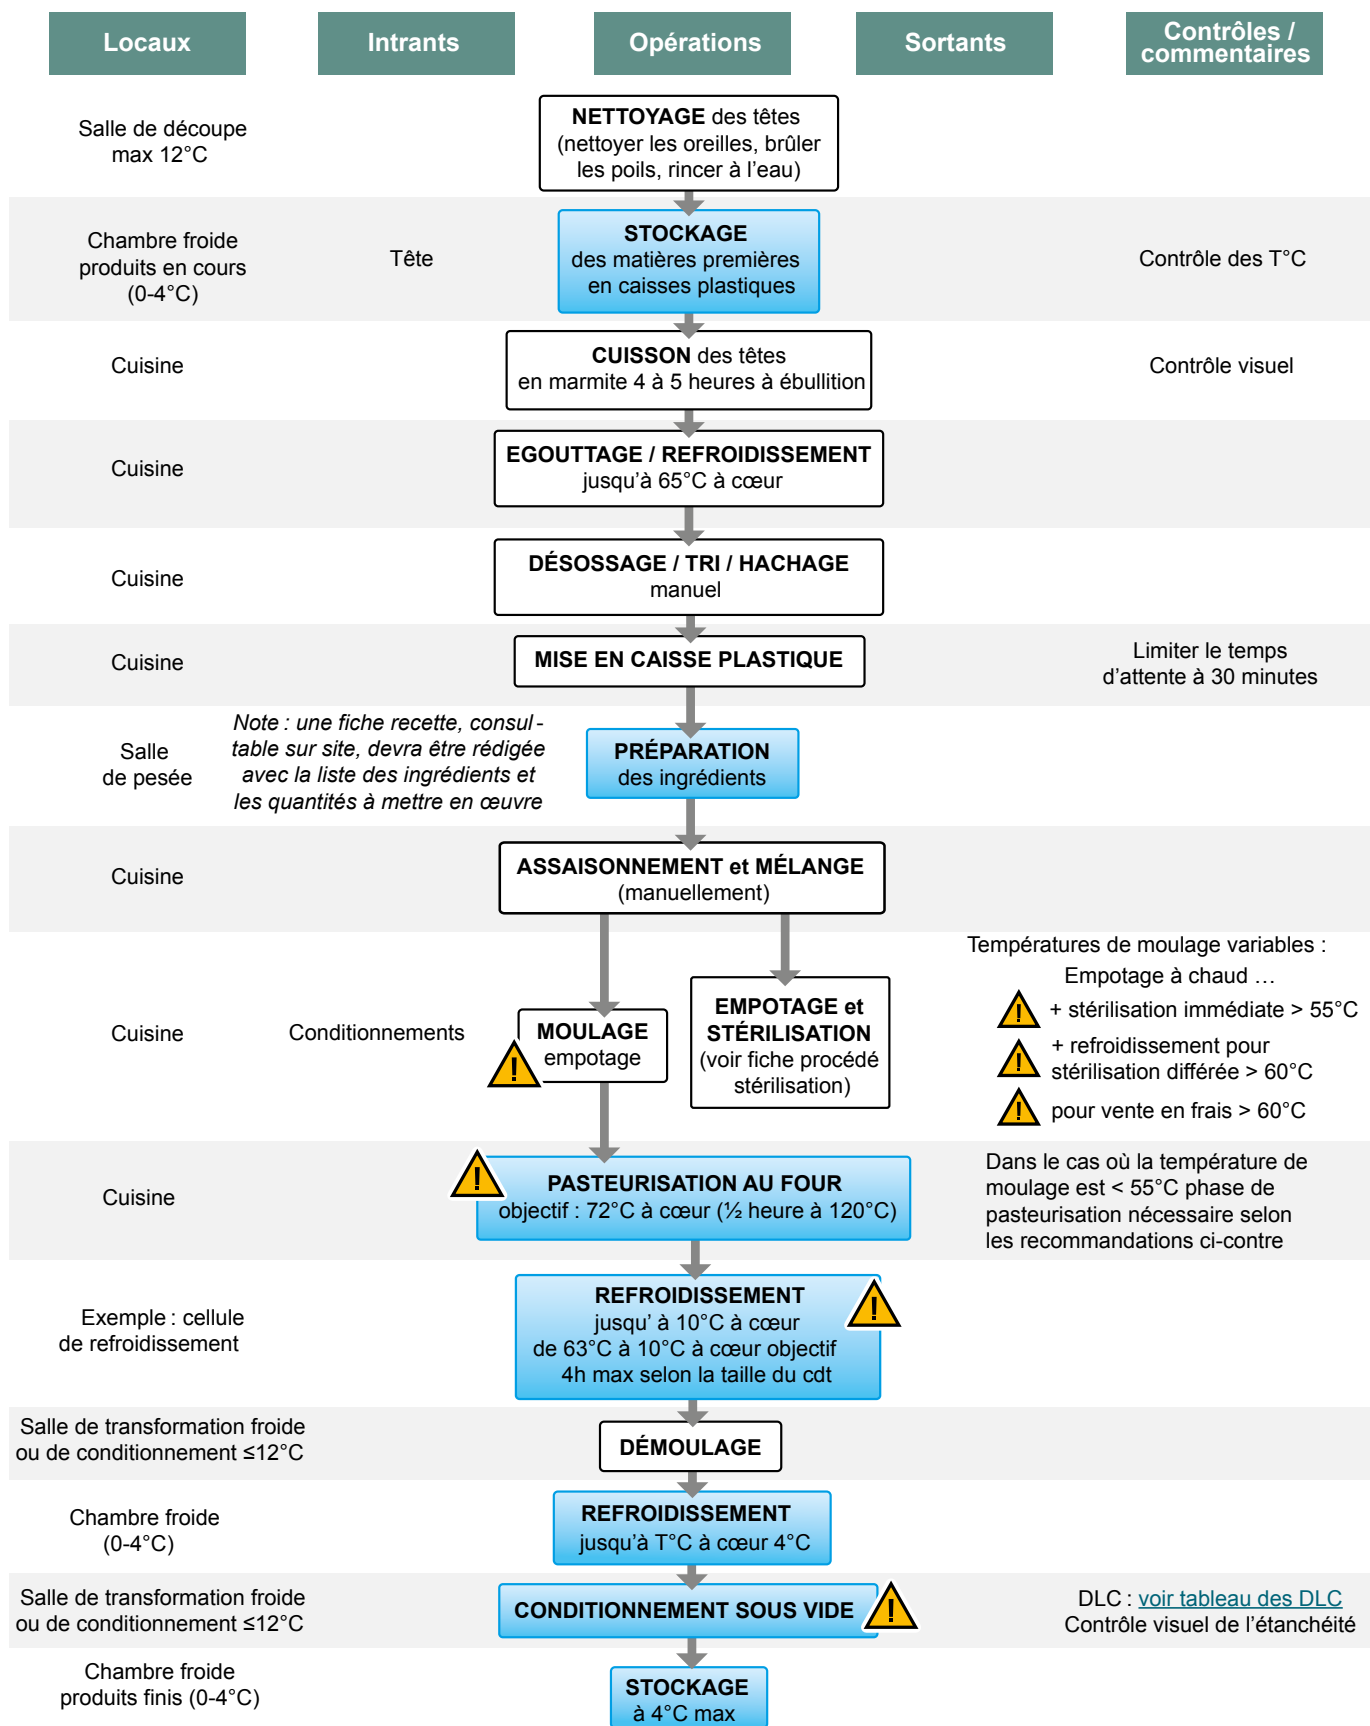 Locaux
Intrants
Opérations
Sortants
Contrôles /
commentaires
Salle de découpe
max 12°C
NETTOYAGE des têtes
(nettoyer les oreilles, brûler
les poils, rincer à l’eau)
Chambre froide
produits en cours
(0-4°C)
Tête
STOCKAGE
des matières premières
en caisses plastiques
Contrôle des T°C
Cuisine
CUISSON des têtes
en marmite 4 à 5 heures à ébullition
Contrôle visuel
Cuisine
EGOUTTAGE / REFROIDISSEMENT
jusqu’à 65°C à cœur
Cuisine
DÉSOSSAGE / TRI / HACHAGE
manuel
Cuisine
MISE EN CAISSE PLASTIQUE
Limiter le temps
d’attente à 30 minutes
Salle
de pesée
Note : une fiche recette, consul-
table sur site, devra être rédigée
avec la liste des ingrédients et
les quantités à mettre en œuvre
PRÉPARATION
des ingrédients
Cuisine
ASSAISONNEMENT et MÉLANGE
(manuellement)
Cuisine
Conditionnements
MOULAGE
empotage
EMPOTAGE et
STÉRILISATION
(voir fiche procédé
stérilisation)
Températures de moulage variables :
Empotage à chaud …
+ stérilisation immédiate > 55°C
+ refroidissement pour
stérilisation différée > 60°C
pour vente en frais > 60°C
Cuisine
PASTEURISATION AU FOUR
objectif : 72°C à cœur (½ heure à 120°C)
Dans le cas où la température de
moulage est < 55°C phase de
pasteurisation nécessaire selon
les recommandations ci-contre
Exemple : cellule
de refroidissement
REFROIDISSEMENT
jusqu’ à 10°C à cœur
de 63°C à 10°C à cœur objectif
4h max selon la taille du cdt
Salle de transformation froide
ou de conditionnement ≤12°C
DÉMOULAGE
Chambre froide
(0-4°C)
REFROIDISSEMENT
jusqu’à T°C à cœur 4°C
Salle de transformation froide
ou de conditionnement ≤12°C
CONDITIONNEMENT SOUS VIDE
DLC : voir tableau des DLC
Contrôle visuel de l’étanchéité
Chambre froide
produits finis (0-4°C)
STOCKAGE
à 4°C max